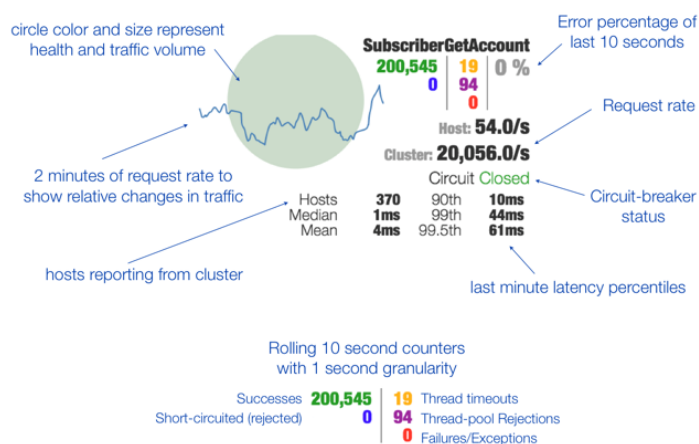 circle color and size represent
health and traffic volume
Error percentage of
last 10 seconds
SubscriberGetAccount
200,545 19 0 %
0 94
0
Request rate
Host: 54.0/s
Cluster: 20,056.0/s
2 minutes of request rate to
show relative changes in traffic
Circuit Closed
Circuit-breaker
status
Hosts 370 90th 10ms
Median 1ms 99th 44ms
Mean 4ms 99.5th 61ms
hosts reporting from cluster
last minute latency percentiles
Rolling 10 second counters
with 1 second granularity
Successes 200,545 19 Thread timeouts
Short-circuited (rejected) 0 94 Thread-pool Rejections
0 Failures/Exceptions